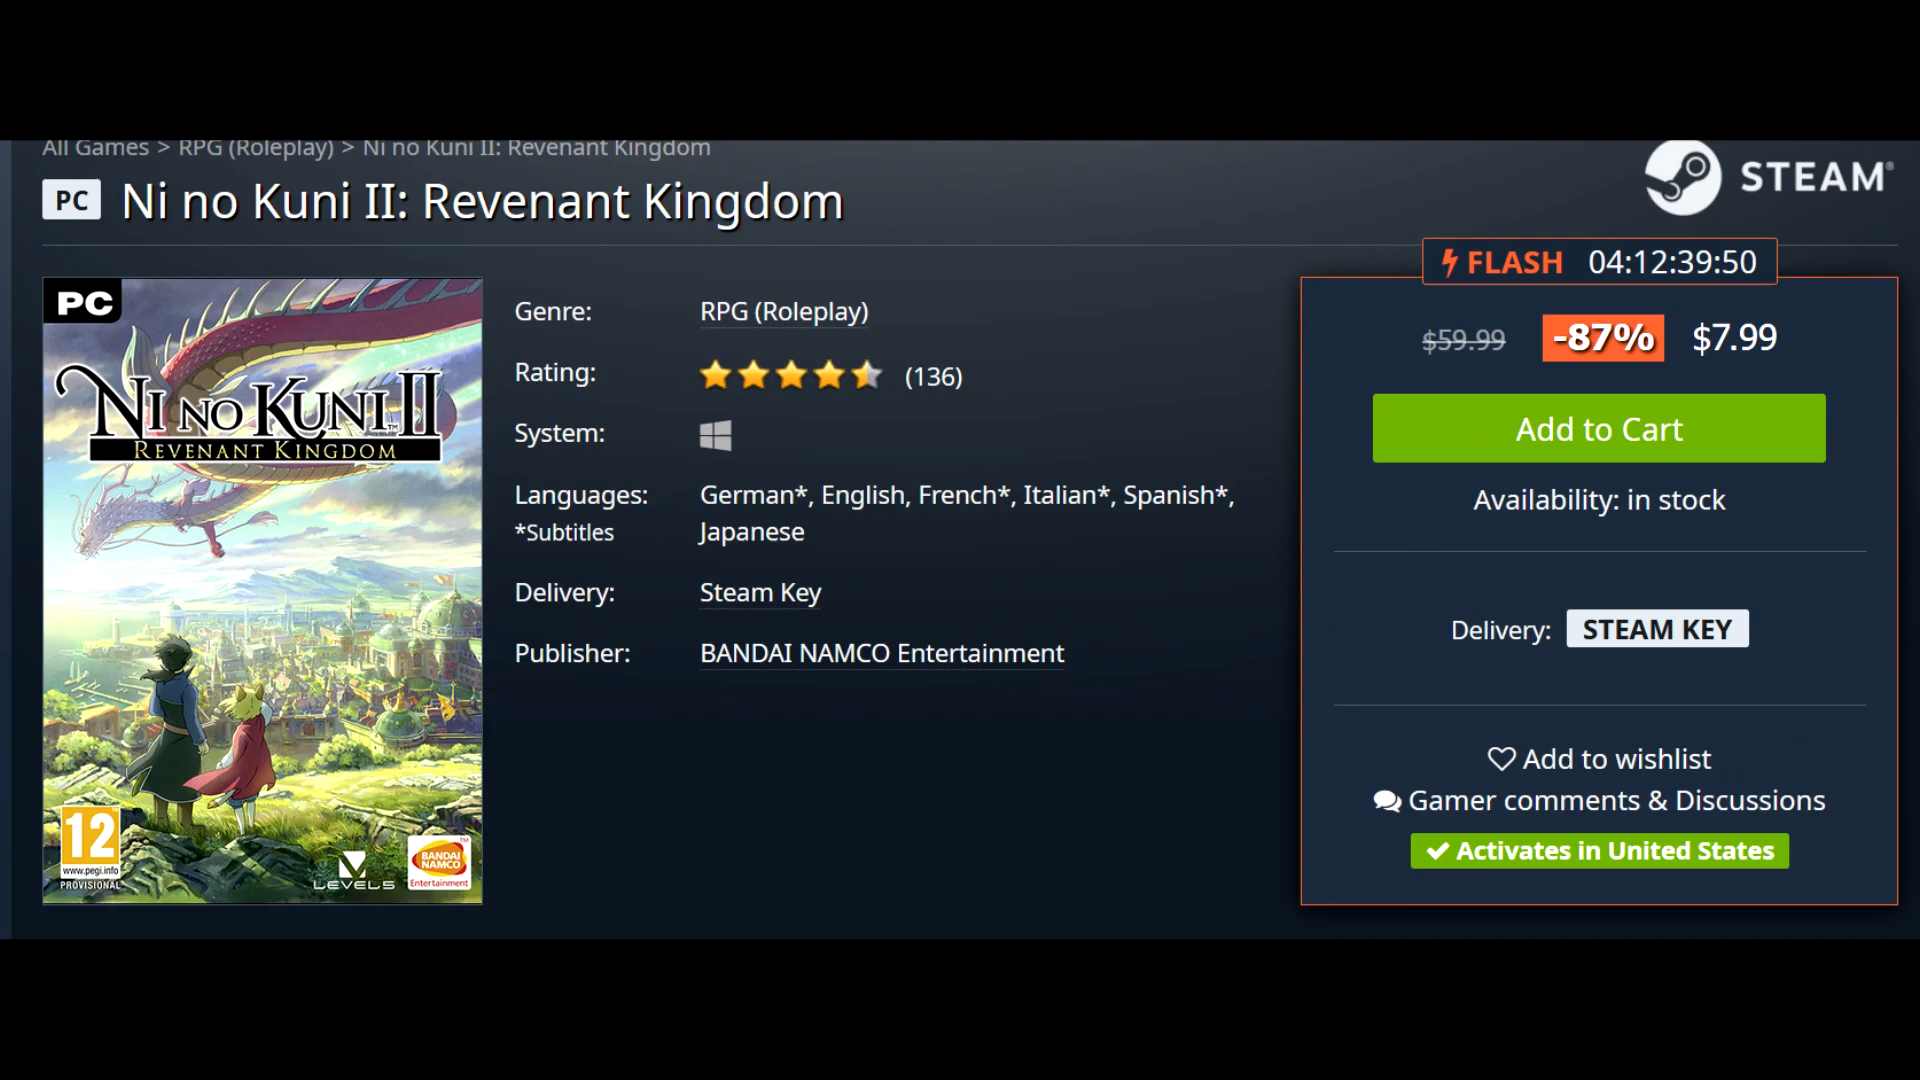 All Games > RPG (Roleplay) > Ni no Kuni II: Revenant Kingdom
PC Ni no Kuni II: Revenant Kingdom
STEAM®
FLASH 04:12:39:50
PC
NI NO KUNI II™
REVENANT KINGDOM
12
www.pegi.info
PROVISIONAL
LEVEL5
BANDAI NAMCO™
Entertainment
Genre: RPG (Roleplay)
Rating: (136)
System:
Languages: German*, English, French*, Italian*, Spanish*,
*Subtitles Japanese
Delivery: Steam Key
Publisher: BANDAI NAMCO Entertainment
$59.99 -87% $7.99
Add to Cart
Availability: in stock
Delivery: STEAM KEY
Add to wishlist
Gamer comments & Discussions
Activates in United States